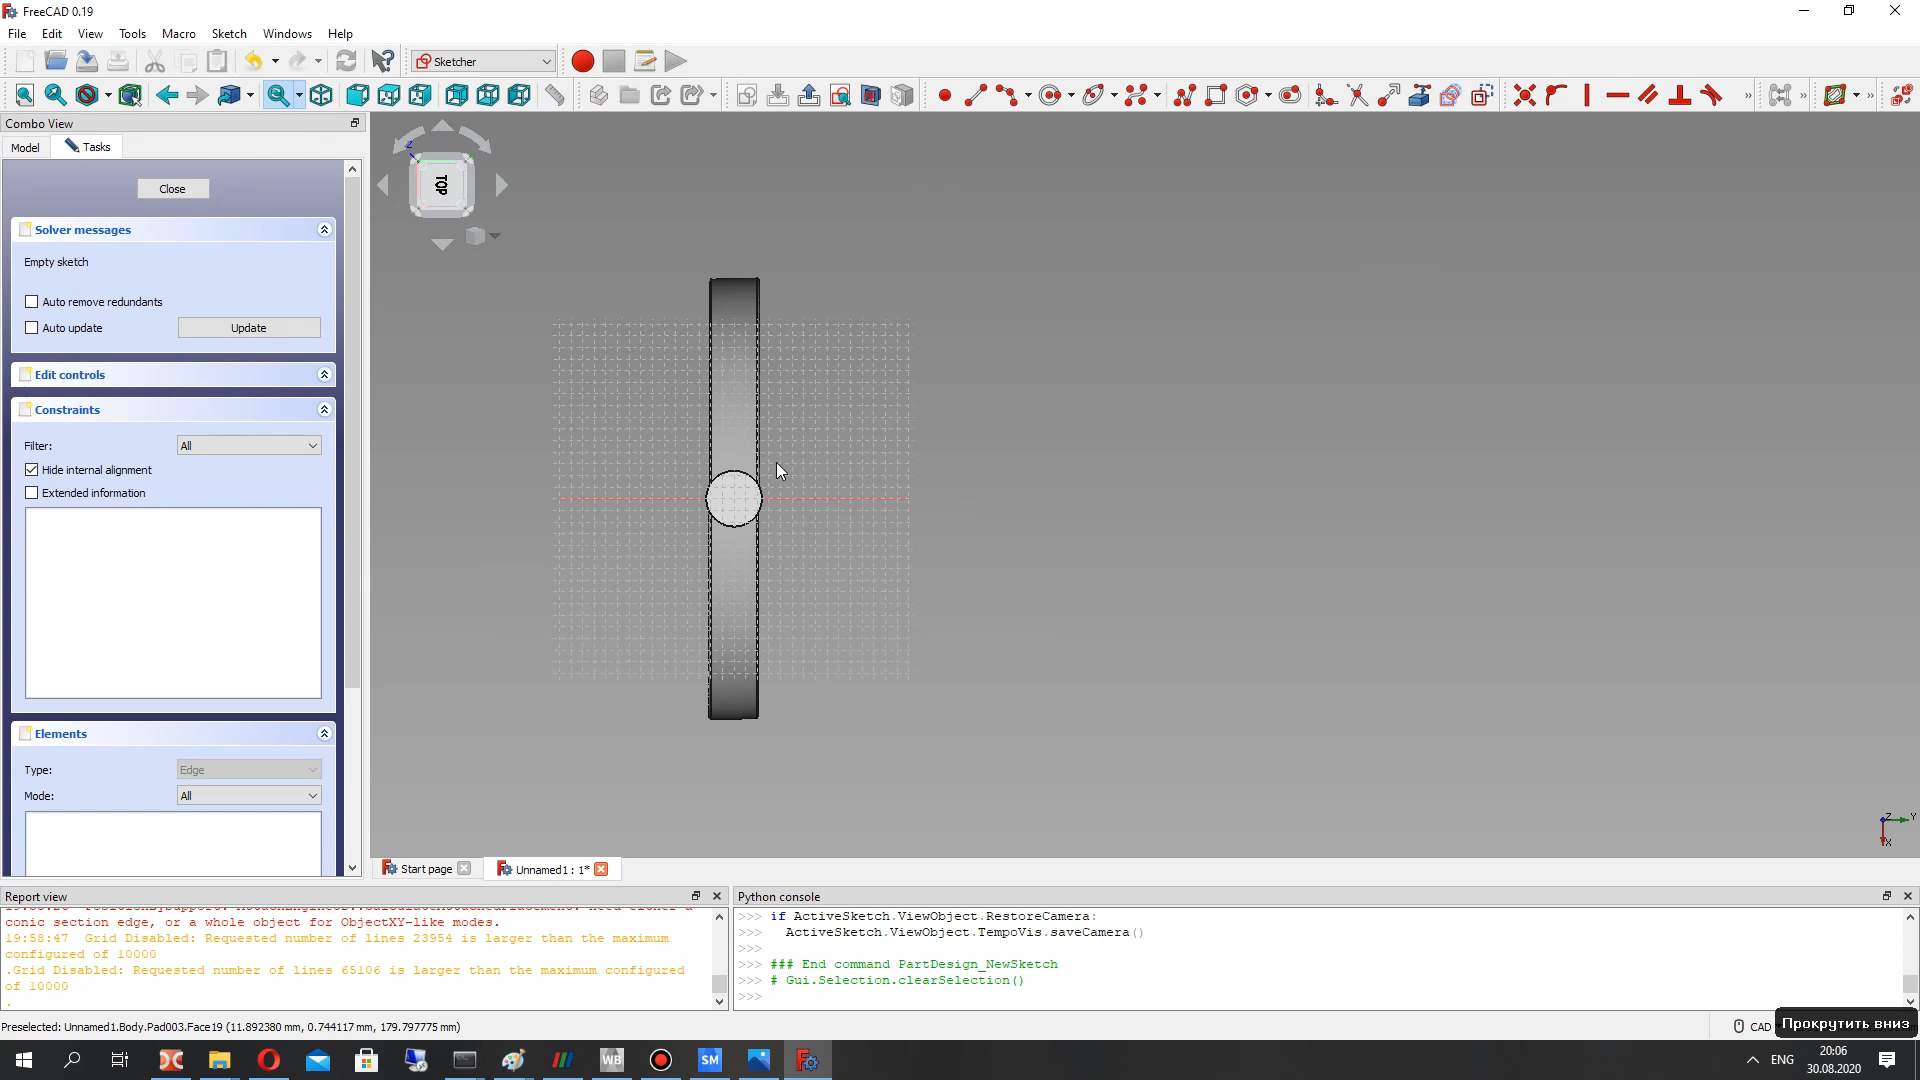 FreeCAD 0.19
File Edit View Tools Macro Sketch Windows Help
Sketcher
Combo View
Model Tasks
TOP
Z
Close
Solver messages
Empty sketch
Auto remove redundants
Auto update Update
Edit controls
Constraints
Filter: All
Hide internal alignment
Extended information
Elements
Type: Edge
Mode: All
Z Y
X
Start page Unnamed1 : 1*
Report view
conic section edge, or a whole object for ObjectXY-like modes.
19:58:47 Grid Disabled: Requested number of lines 23954 is larger than the maximum
configured of 10000
.Grid Disabled: Requested number of lines 65106 is larger than the maximum configured
of 10000
.
Python console
>>> if ActiveSketch.ViewObject.RestoreCamera:
>>> ActiveSketch.ViewObject.TempoVis.saveCamera()
>>>
>>> ### End command PartDesign_NewSketch
>>> # Gui.Selection.clearSelection()
>>>
Preselected: Unnamed1.Body.Pad003.Face19 (11.892380 mm, 0.744117 mm, 179.797775 mm)
CAD
Прокрутить вниз
WB
SM
ENG
20:06
30.08.2020